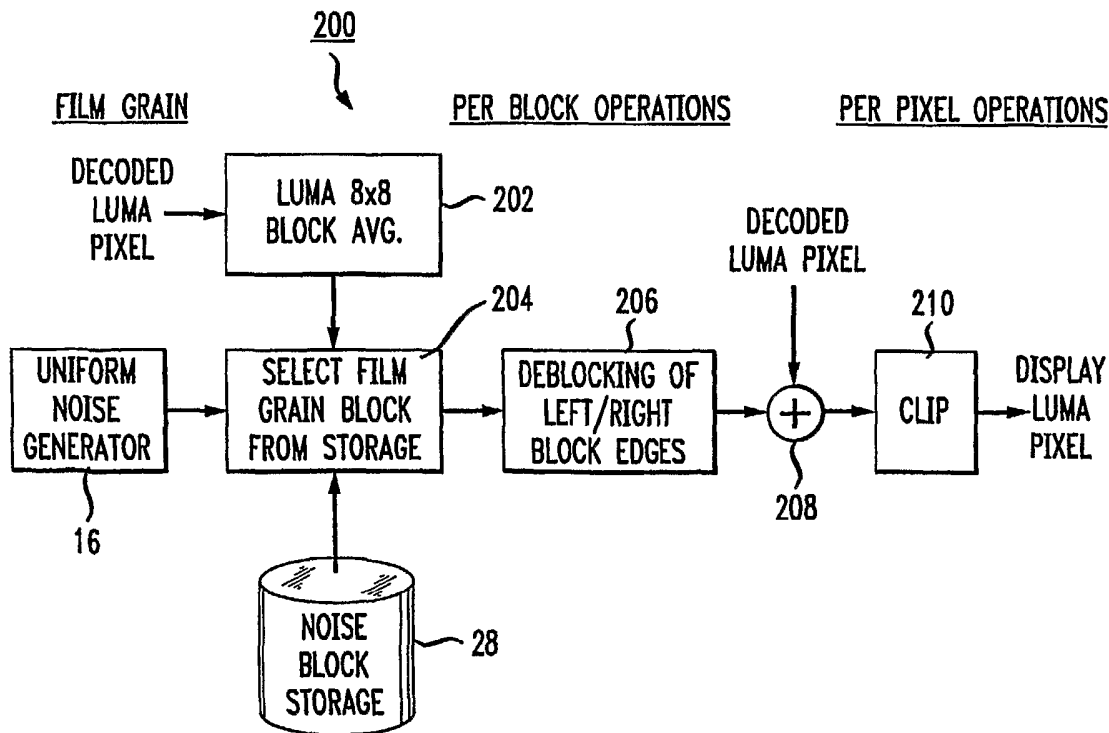 200
FILM GRAIN
PER BLOCK OPERATIONS
PER PIXEL OPERATIONS
DECODED
LUMA
PIXEL
LUMA 8x8
BLOCK AVG.
202
DECODED
LUMA PIXEL
204
206
210
UNIFORM
NOISE
GENERATOR
SELECT FILM
GRAIN BLOCK
FROM STORAGE
DEBLOCKING OF
LEFT/RIGHT
BLOCK EDGES
+
CLIP
DISPLAY
LUMA
PIXEL
16
208
NOISE
BLOCK
STORAGE
28